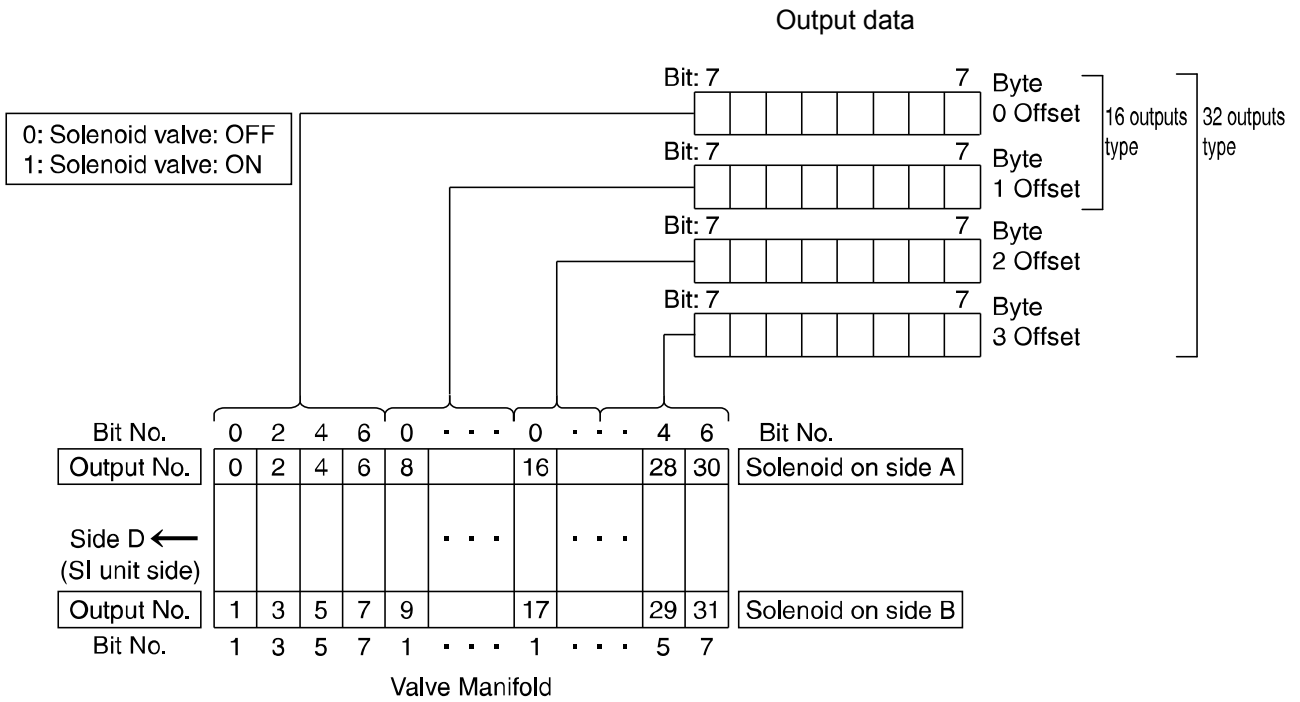 Output data
0: Solenoid valve: OFF
1: Solenoid valve: ON
Bit: 7 7 Byte
0 Offset
Bit: 7 7 Byte
1 Offset
Bit: 7 7 Byte
2 Offset
Bit: 7 7 Byte
3 Offset
16 outputs
type
32 outputs
type
Bit No. 0 2 4 6 0 · · · 0 · · · 4 6 Bit No.
Output No. 0 2 4 6 8 16 28 30 Solenoid on side A
Side D ← · · · · · ·
(SI unit side)
Output No. 1 3 5 7 9 17 29 31 Solenoid on side B
Bit No. 1 3 5 7 1 · · · 1 · · · 5 7
Valve Manifold